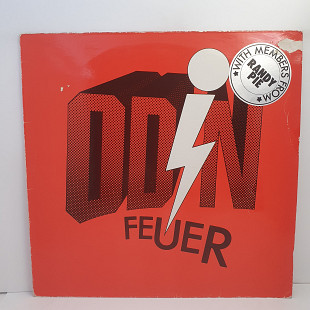 WITH MEMBERS FROM
RANDY
PIE
ODiN
FEUER